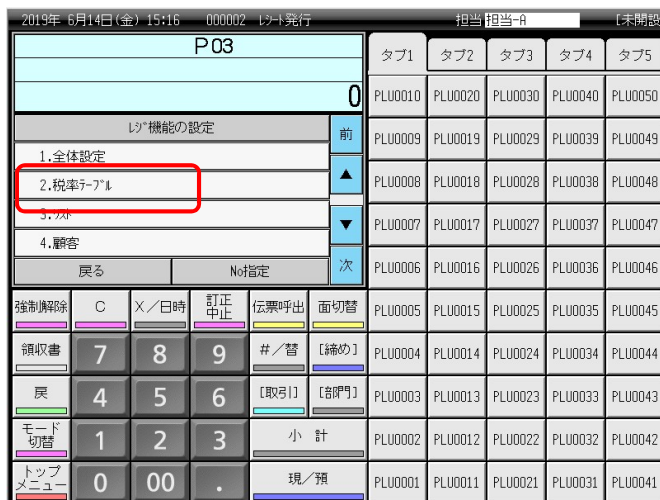 2019年 6月14日(金) 15:16 000002 ﾚｼｰﾄ発行 担当 担当-A [未開設
P03
0
ﾚｼﾞ機能の設定
前
1.全体設定
2.税率ﾃｰﾌﾞﾙ
▲
3.ﾘｽﾄ
▼
4.顧客
戻る No指定 次
タブ1 タブ2 タブ3 タブ4 タブ5
PLU0010 PLU0020 PLU0030 PLU0040 PLU0050
PLU0009 PLU0019 PLU0029 PLU0039 PLU0049
PLU0008 PLU0018 PLU0028 PLU0038 PLU0048
PLU0007 PLU0017 PLU0027 PLU0037 PLU0047
PLU0006 PLU0016 PLU0026 PLU0036 PLU0046
強制解除 C X/日時 訂正 中止 伝票呼出 面切替 PLU0005 PLU0015 PLU0025 PLU0035 PLU0045
領収書 7 8 9 #/替 [締め] PLU0004 PLU0014 PLU0024 PLU0034 PLU0044
戻 4 5 6 [取引] [部門] PLU0003 PLU0013 PLU0023 PLU0033 PLU0043
モード 切替 1 2 3 小 計 PLU0002 PLU0012 PLU0022 PLU0032 PLU0042
トップ メニュー 0 00 . 現/預 PLU0001 PLU0011 PLU0021 PLU0031 PLU0041